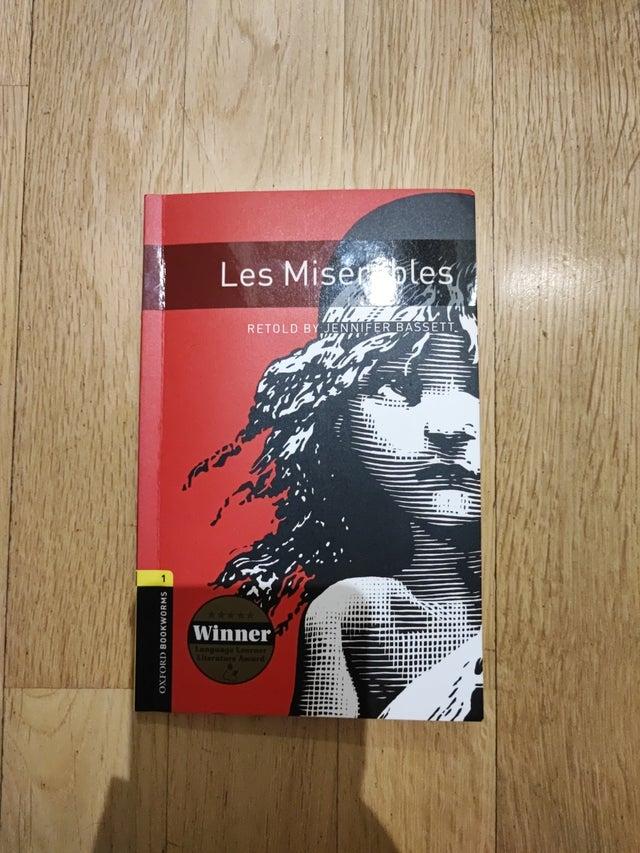 Les Misérables
RETOLD BY JENNIFER BASSETT
1
OXFORD BOOKWORMS
Winner
Language Learner
Literature Award